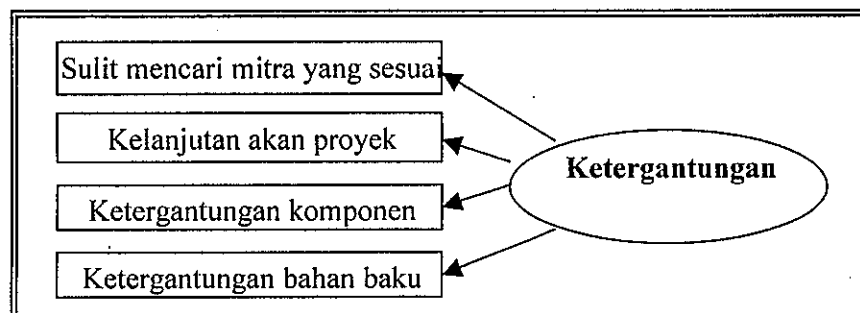 Sulit mencari mitra yang sesuai
Kelanjutan akan proyek
Ketergantungan komponen
Ketergantungan bahan baku
Ketergantungan